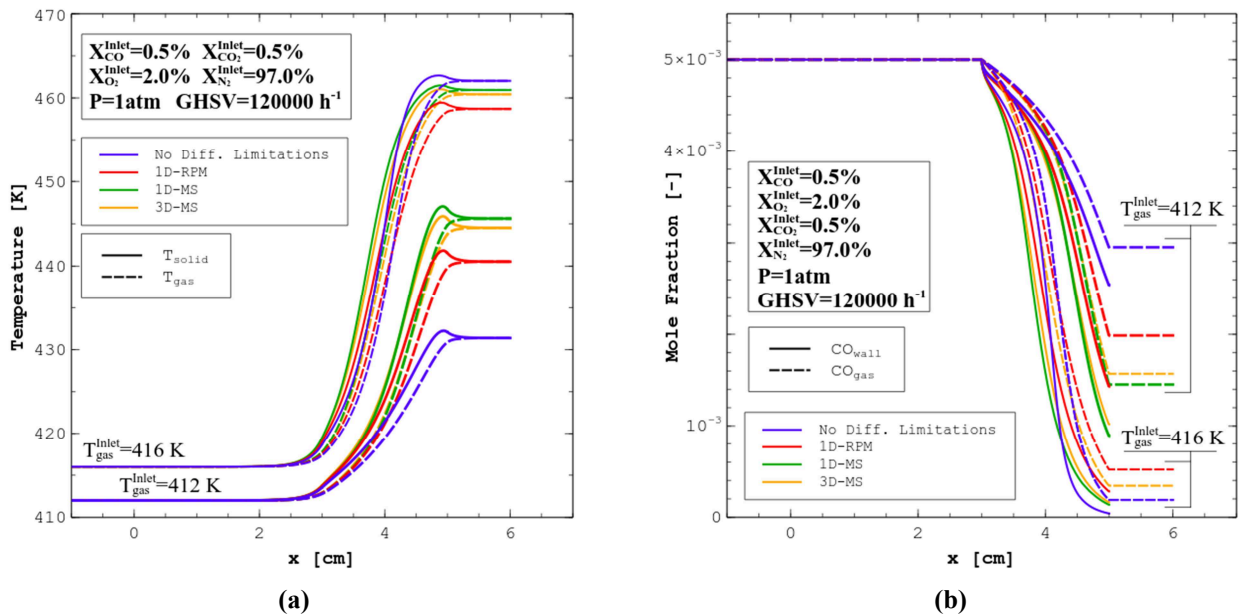 470
460
450
440
430
420
410
Temperature [K]
X_CO^Inlet=0.5% X_CO₂^Inlet=0.5%
X_O₂^Inlet=2.0% X_N₂^Inlet=97.0%
P=1atm GHSV=120000 h⁻¹
No Diff. Limitations
1D-RPM
1D-MS
3D-MS
T_solid
T_gas
T_gas^Inlet=416 K
T_gas^Inlet=412 K
0 2 4 6
x [cm]
(a)
5×10⁻³
4×10⁻³
10⁻³
0
Mole Fraction [-]
X_CO^Inlet=0.5%
X_O₂^Inlet=2.0%
X_CO₂^Inlet=0.5%
X_N₂^Inlet=97.0%
P=1atm
GHSV=120000 h⁻¹
T_gas^Inlet=412 K
CO_wall
CO_gas
T_gas^Inlet=416 K
No Diff. Limitations
1D-RPM
1D-MS
3D-MS
0 2 4 6
x [cm]
(b)